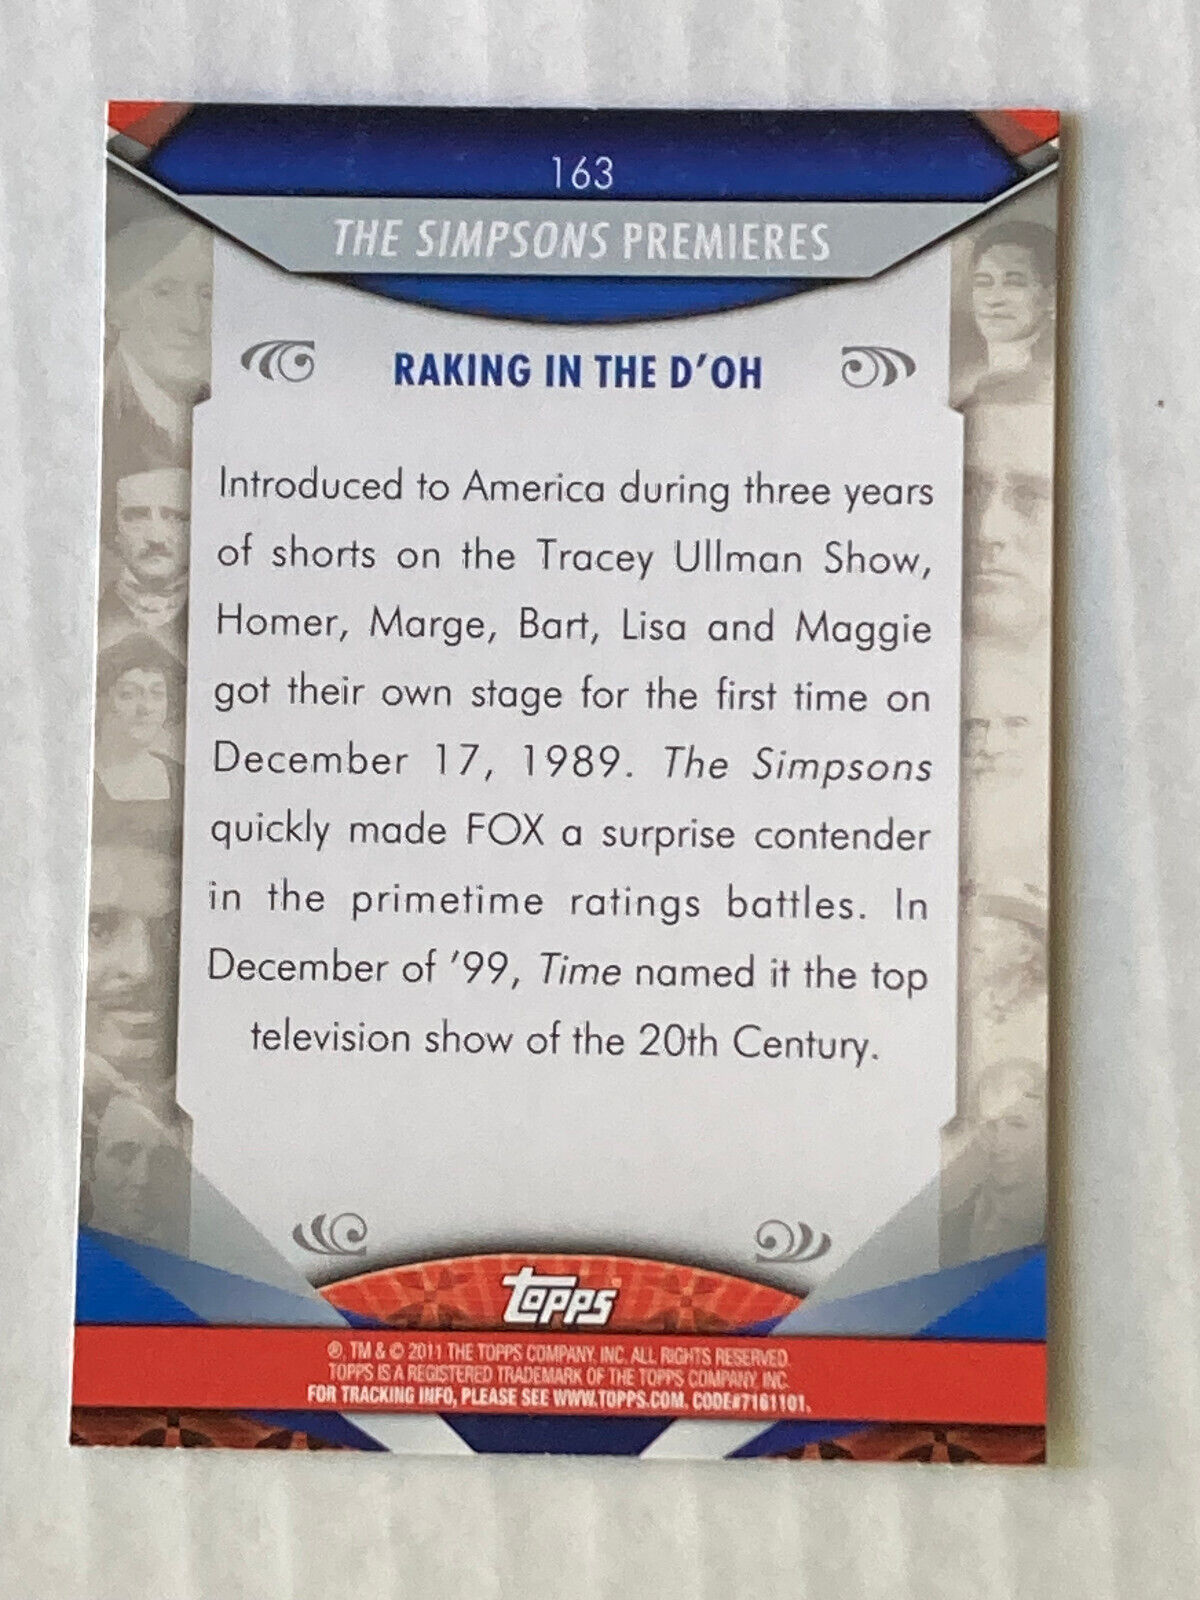 163
THE SIMPSONS PREMIERES
RAKING IN THE D'OH
Introduced to America during three years
of shorts on the Tracey Ullman Show,
Homer, Marge, Bart, Lisa and Maggie
got their own stage for the first time on
December 17, 1989. The Simpsons
quickly made FOX a surprise contender
in the primetime ratings battles. In
December of '99, Time named it the top
television show of the 20th Century.
Topps
®, TM & © 2011 THE TOPPS COMPANY, INC. ALL RIGHTS RESERVED.
TOPPS IS A REGISTERED TRADEMARK OF THE TOPPS COMPANY, INC.
FOR TRACKING INFO, PLEASE SEE WWW.TOPPS.COM. CODE#7161101.